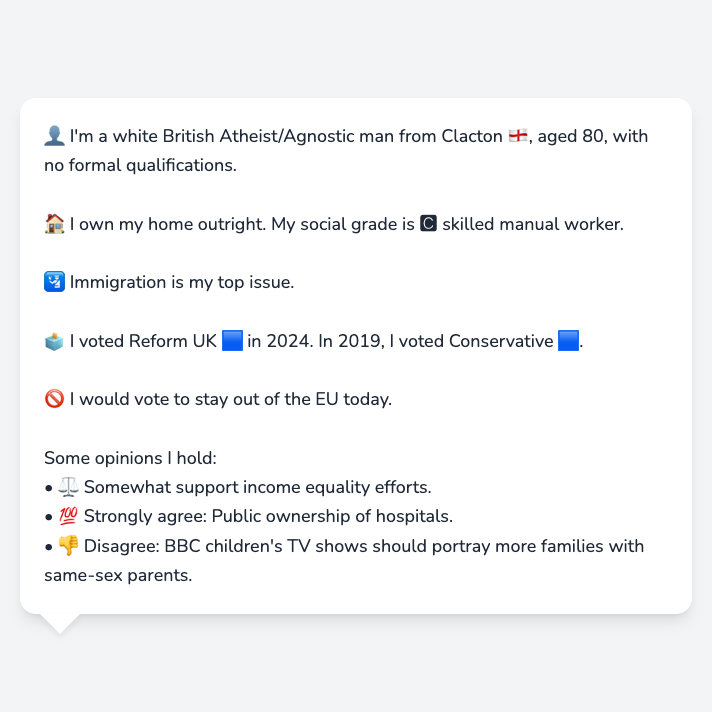 👤 I'm a white British Atheist/Agnostic man from Clacton 🏴󠁧󠁢󠁥󠁮󠁧󠁿, aged 80, with
no formal qualifications.
🏠 I own my home outright. My social grade is 🅲 skilled manual worker.
🛂 Immigration is my top issue.
🗳️ I voted Reform UK 🟦 in 2024. In 2019, I voted Conservative 🟦.
🚫 I would vote to stay out of the EU today.
Some opinions I hold:
• ⚖️ Somewhat support income equality efforts.
• 💯 Strongly agree: Public ownership of hospitals.
• 👎 Disagree: BBC children's TV shows should portray more families with
same-sex parents.